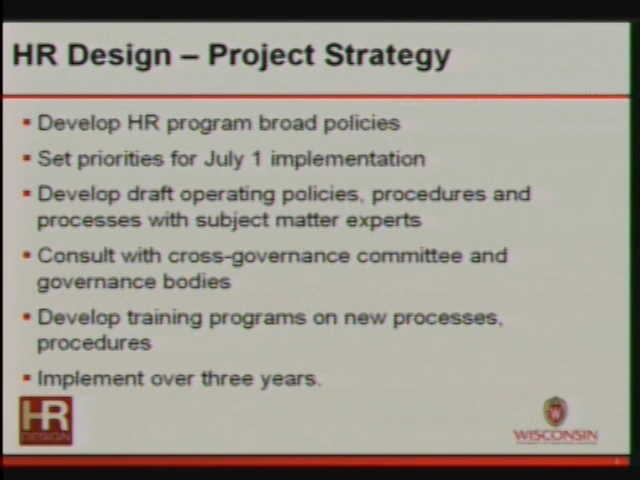 HR Design – Project Strategy
Develop HR program broad policies
Set priorities for July 1 implementation
Develop draft operating policies, procedures and
processes with subject matter experts
Consult with cross-governance committee and
governance bodies
Develop training programs on new processes,
procedures
Implement over three years.
HR
DESIGN
W
WISCONSIN